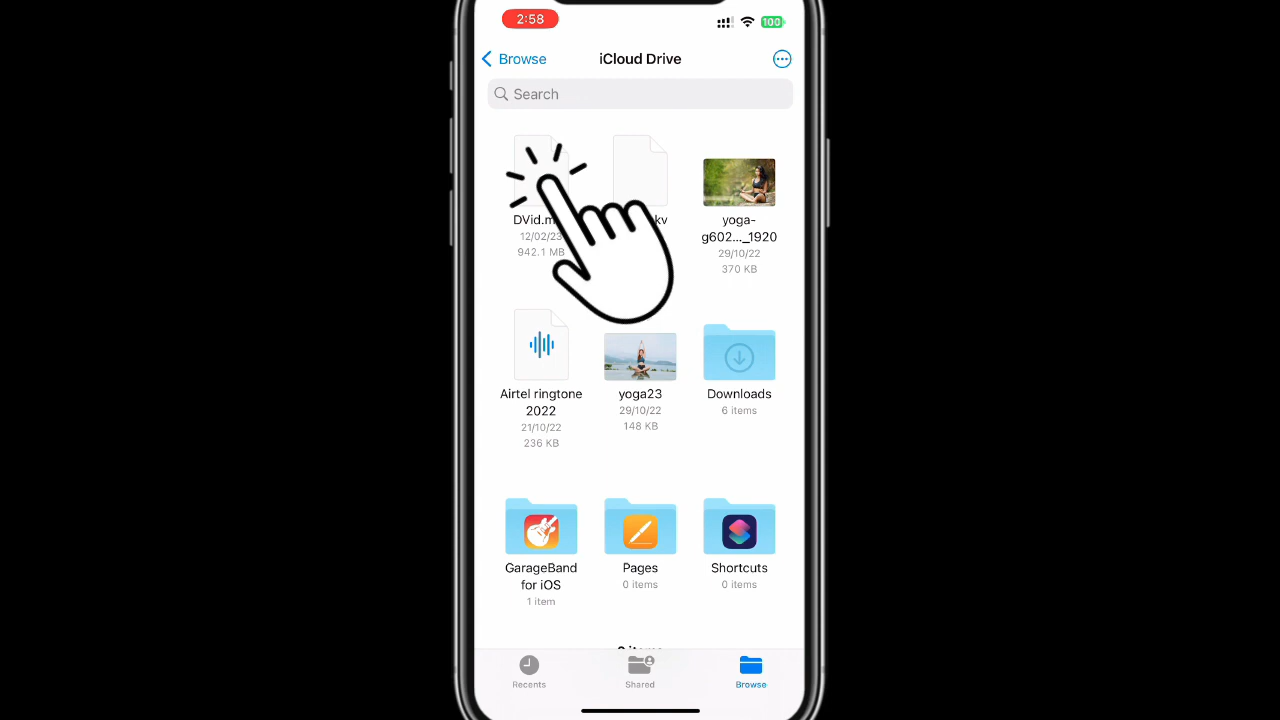 2:58
100
Browse
iCloud Drive
Search
DVid.m
kv
yoga-
g602..._1920
12/02/23
942.1 MB
29/10/22
370 KB
Airtel ringtone
2022
21/10/22
236 KB
yoga23
29/10/22
148 KB
Downloads
6 items
GarageBand
for iOS
1 item
Pages
0 items
Shortcuts
0 items
Recents
Shared
Browse